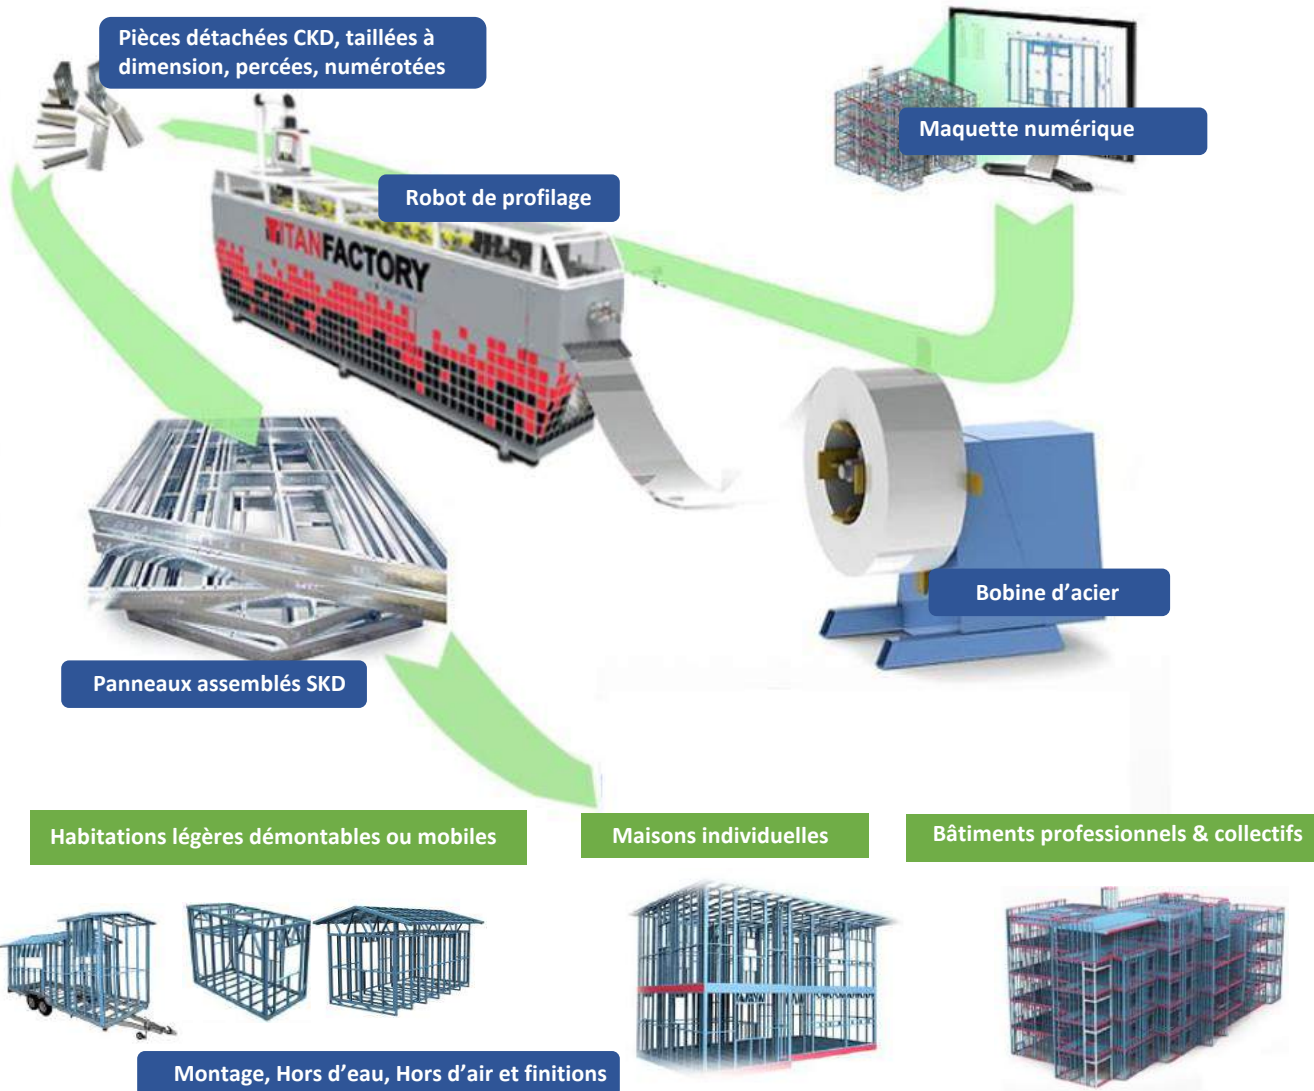 Pièces détachées CKD, taillées à
dimension, percées, numérotées
Maquette numérique
Robot de profilage
TITANFACTORY
Bobine d’acier
Panneaux assemblés SKD
Habitations légères démontables ou mobiles
Maisons individuelles
Bâtiments professionnels & collectifs
Montage, Hors d’eau, Hors d’air et finitions